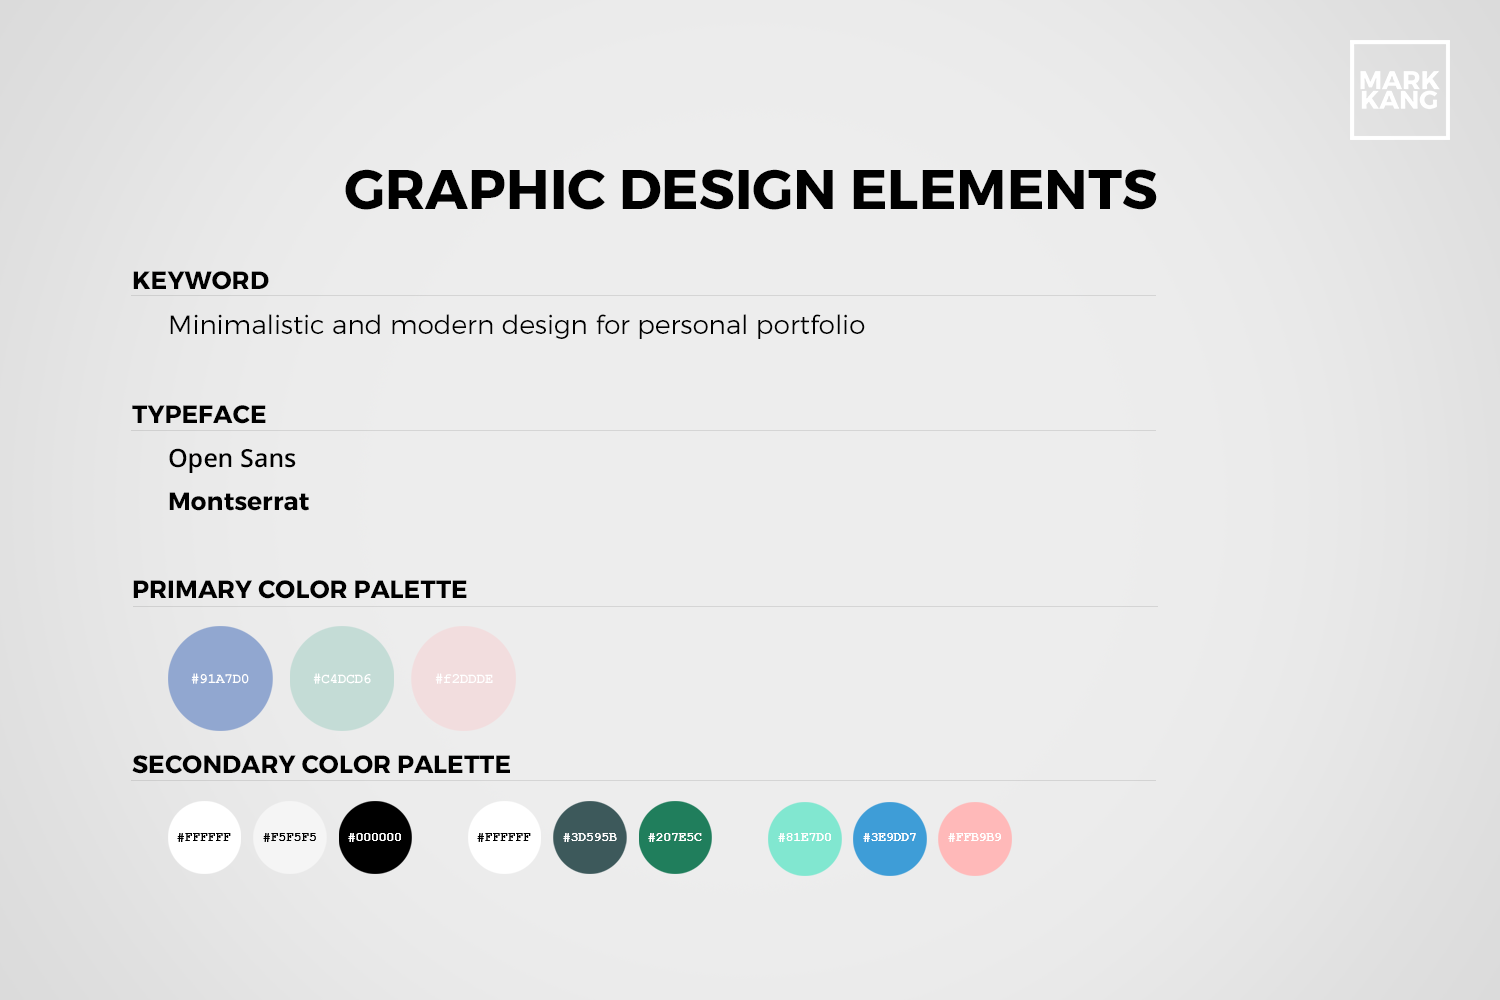 MARK
KANG
GRAPHIC DESIGN ELEMENTS
KEYWORD
Minimalistic and modern design for personal portfolio
TYPEFACE
Open Sans
Montserrat
PRIMARY COLOR PALETTE
#91A7D0 #C4DCD6 #f2DDDE
SECONDARY COLOR PALETTE
#FFFFFF #F5F5F5 #000000 #FFFFFF #3D595B #207E5C #81E7D0 #3E9DD7 #FFB9B9